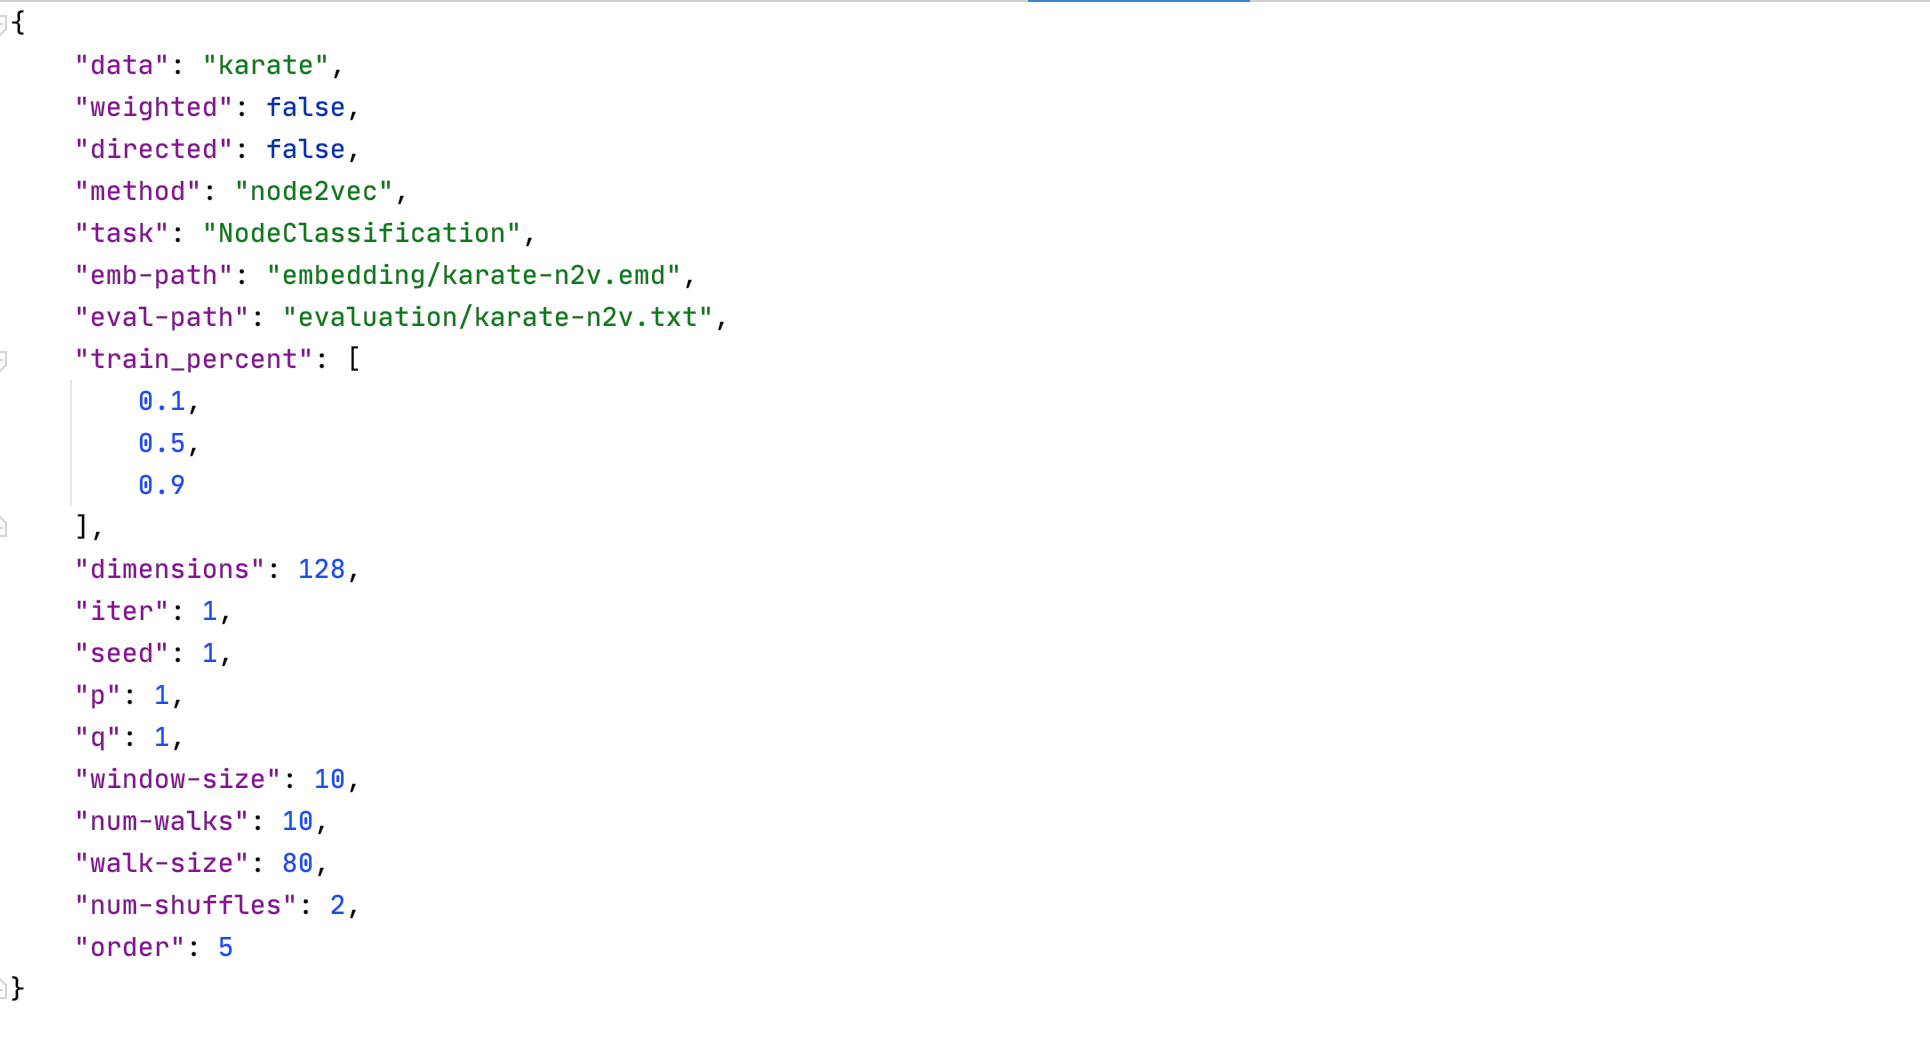 {
"data": "karate",
"weighted": false,
"directed": false,
"method": "node2vec",
"task": "NodeClassification",
"emb-path": "embedding/karate-n2v.emd",
"eval-path": "evaluation/karate-n2v.txt",
"train_percent": [
0.1,
0.5,
0.9
],
"dimensions": 128,
"iter": 1,
"seed": 1,
"p": 1,
"q": 1,
"window-size": 10,
"num-walks": 10,
"walk-size": 80,
"num-shuffles": 2,
"order": 5
}